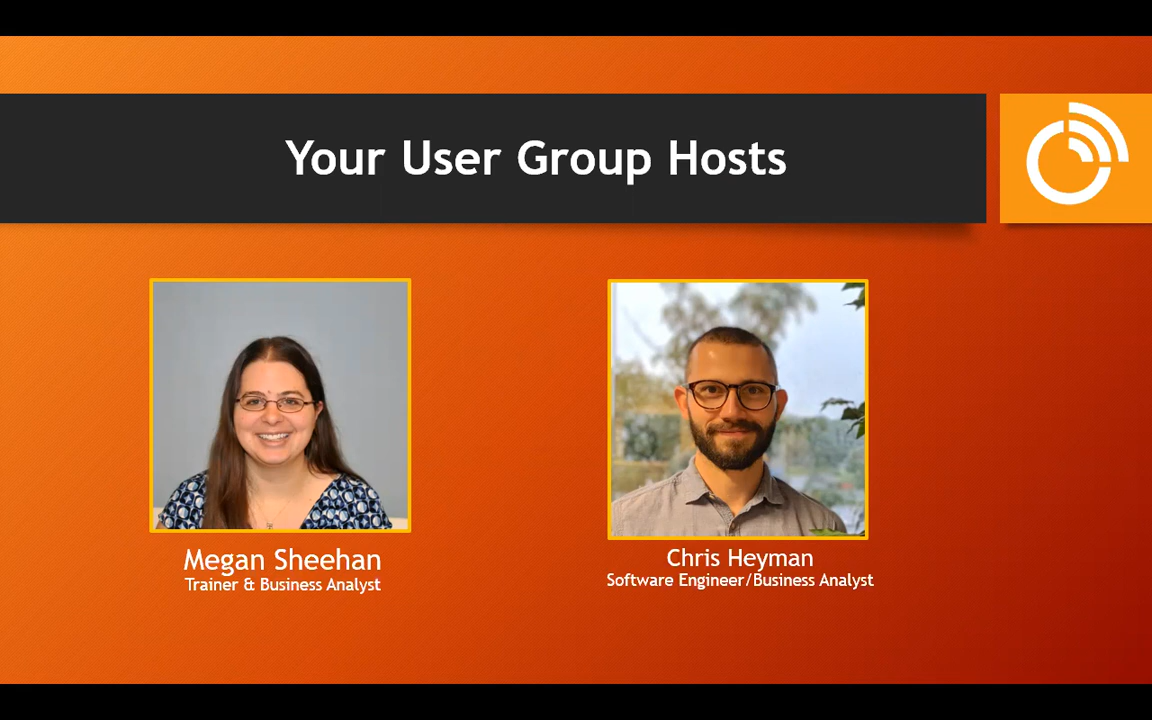 Your User Group Hosts
Megan Sheehan
Trainer & Business Analyst
Chris Heyman
Software Engineer/Business Analyst